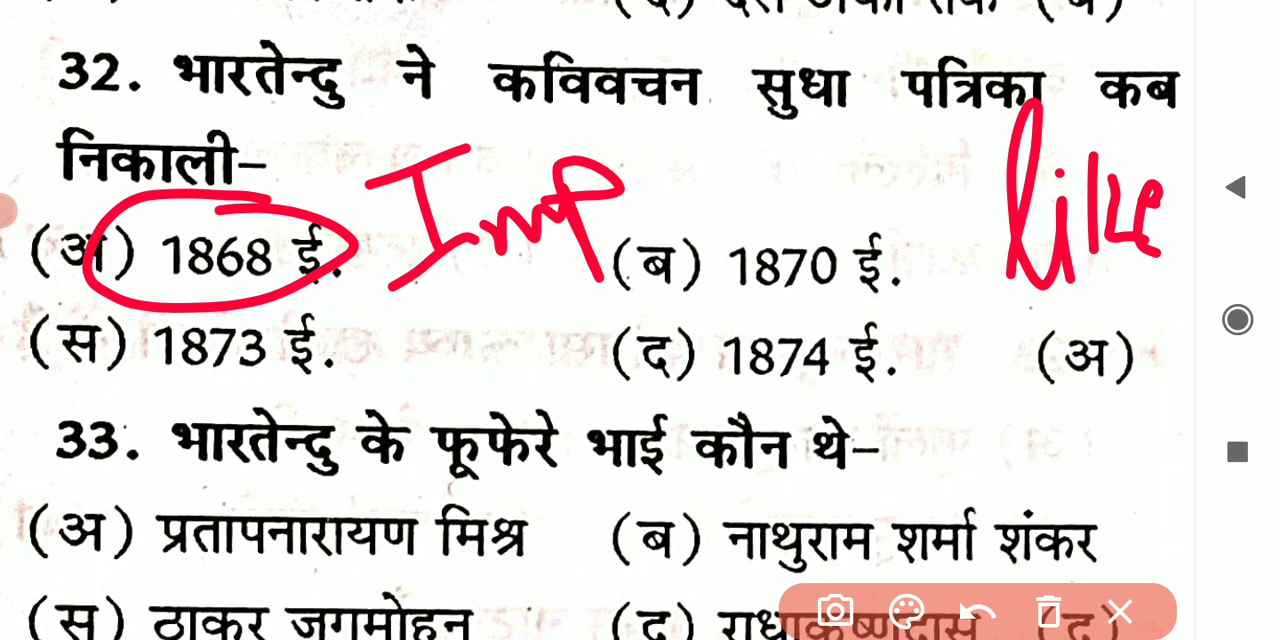 (द) (ब)
32. भारतेन्दु ने कविवचन सुधा पत्रिका कब
निकाली-
(अ) 1868 ई. Imp (ब) 1870 ई. like
(स) 1873 ई. (द) 1874 ई. (अ)
33. भारतेन्दु के फूफेरे भाई कौन थे-
(अ) प्रतापनारायण मिश्र (ब) नाथुराम शर्मा शंकर
(स) ठाकुर जगमोहन (द) राधाकृष्णदास (द)